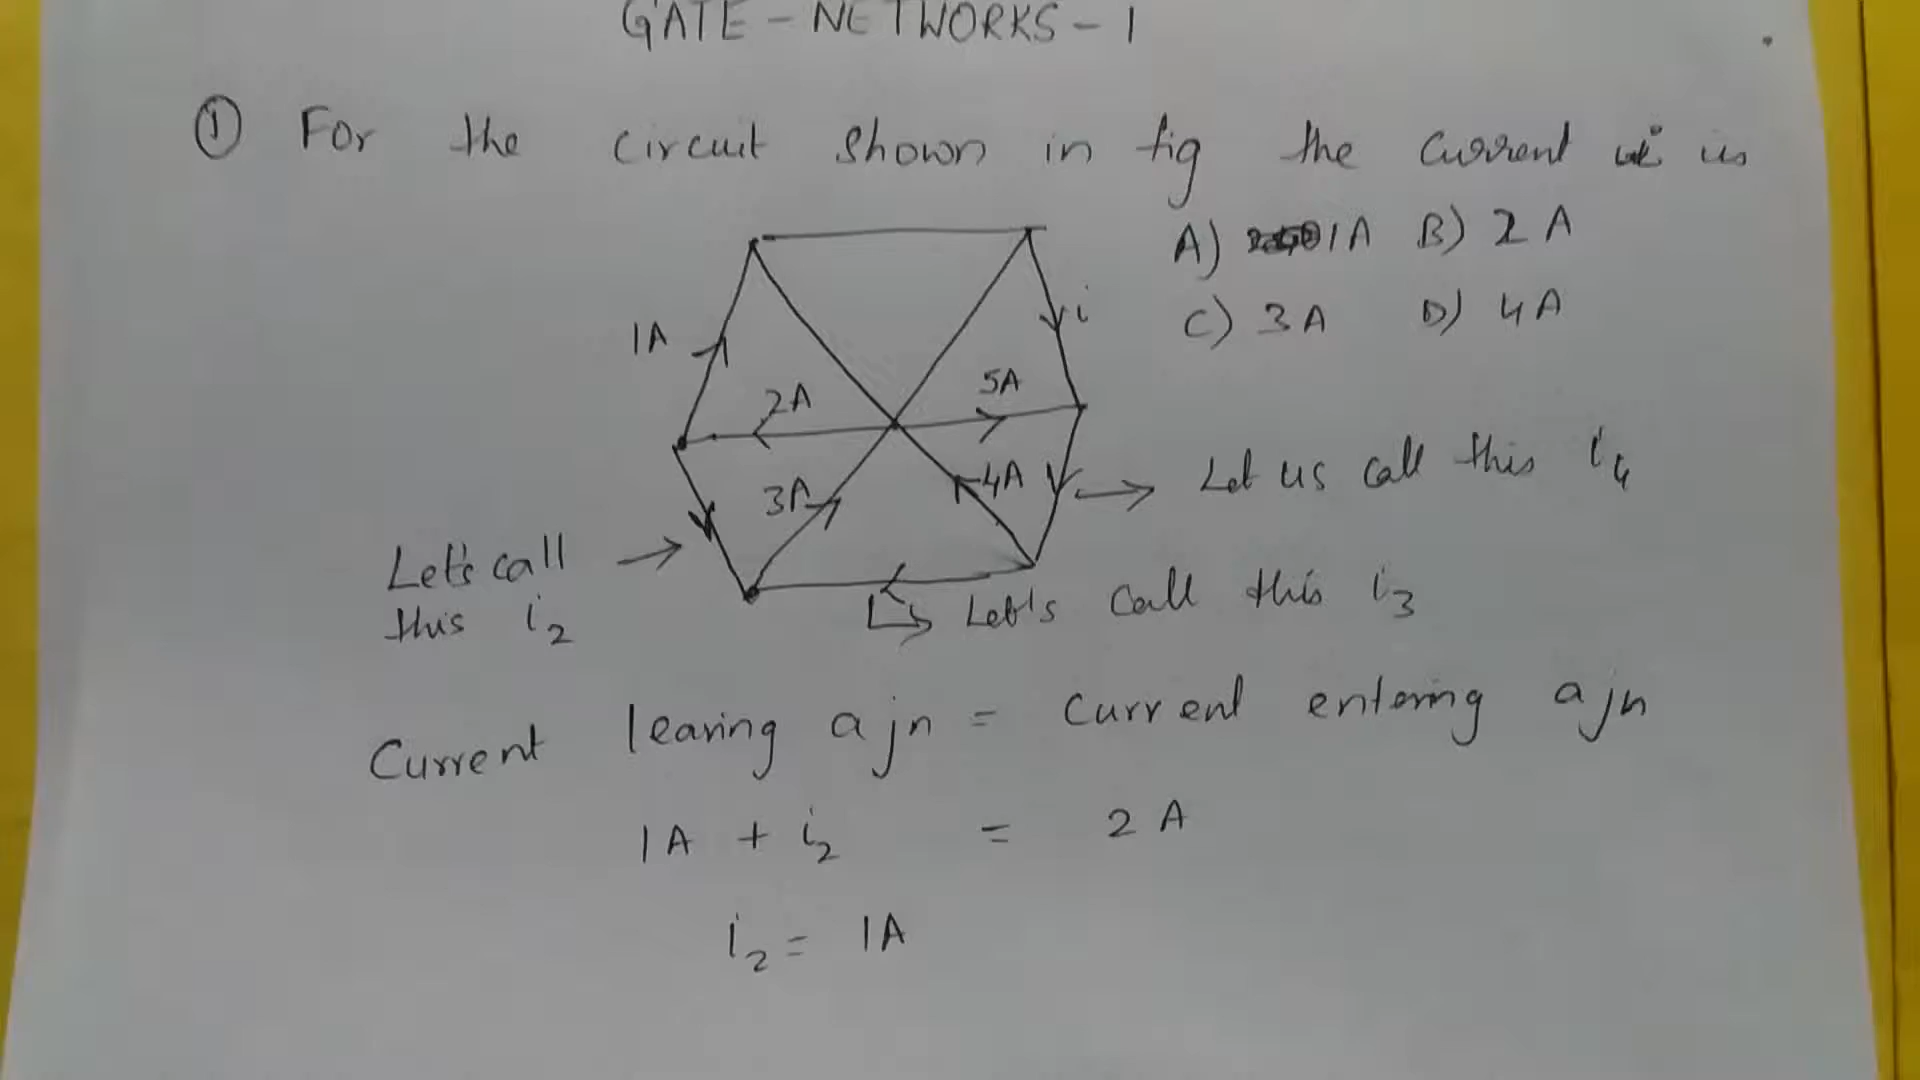 GATE - NETWORKS - 1
① For the circuit shown in fig the current i is
A) 1A B) 2 A
C) 3 A D) 4 A
1A
i
2A
5A
3A
4A
Let us call this i4
Let's call
this i2
Let's call this i3
Current leaving a jn = current entering a jn
1A + i2 = 2 A
i2 = 1A